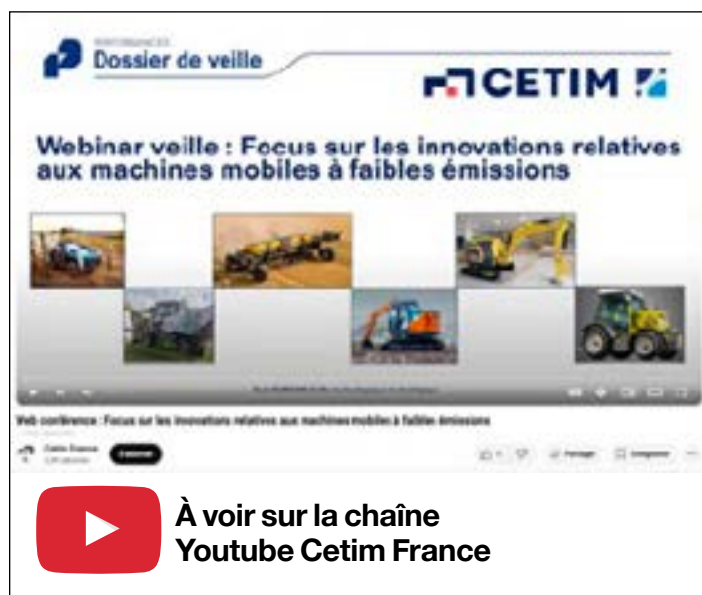 PERFORMANCES
Dossier de veille
CETIM
Webinar veille : Focus sur les innovations relatives
aux machines mobiles à faibles émissions
Web conférence : Focus sur les innovations relatives aux machines mobiles à faibles émissions
Cetim France
Partager
Enregistrer
À voir sur la chaîne
Youtube Cetim France